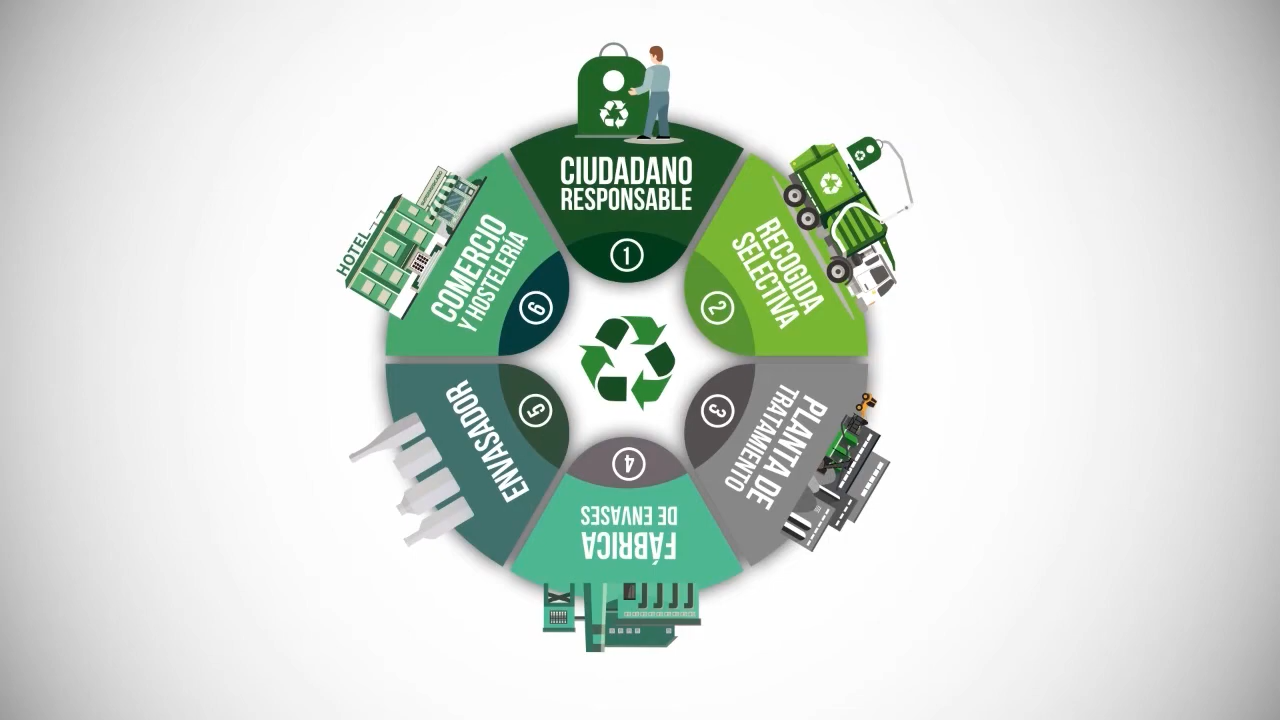 CIUDADANO
RESPONSABLE
1
RECOGIDA
SELECTIVA
2
PLANTA DE
TRATAMIENTO
3
FÁBRICA
DE ENVASES
4
ENVASADOR
5
COMERCIO
Y HOSTELERÍA
6
HOTEL